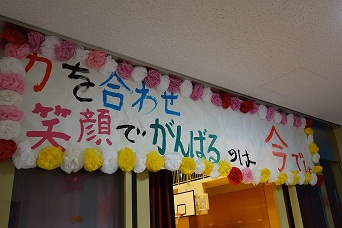 力を合わせ
笑顔でがんばるのは
今で